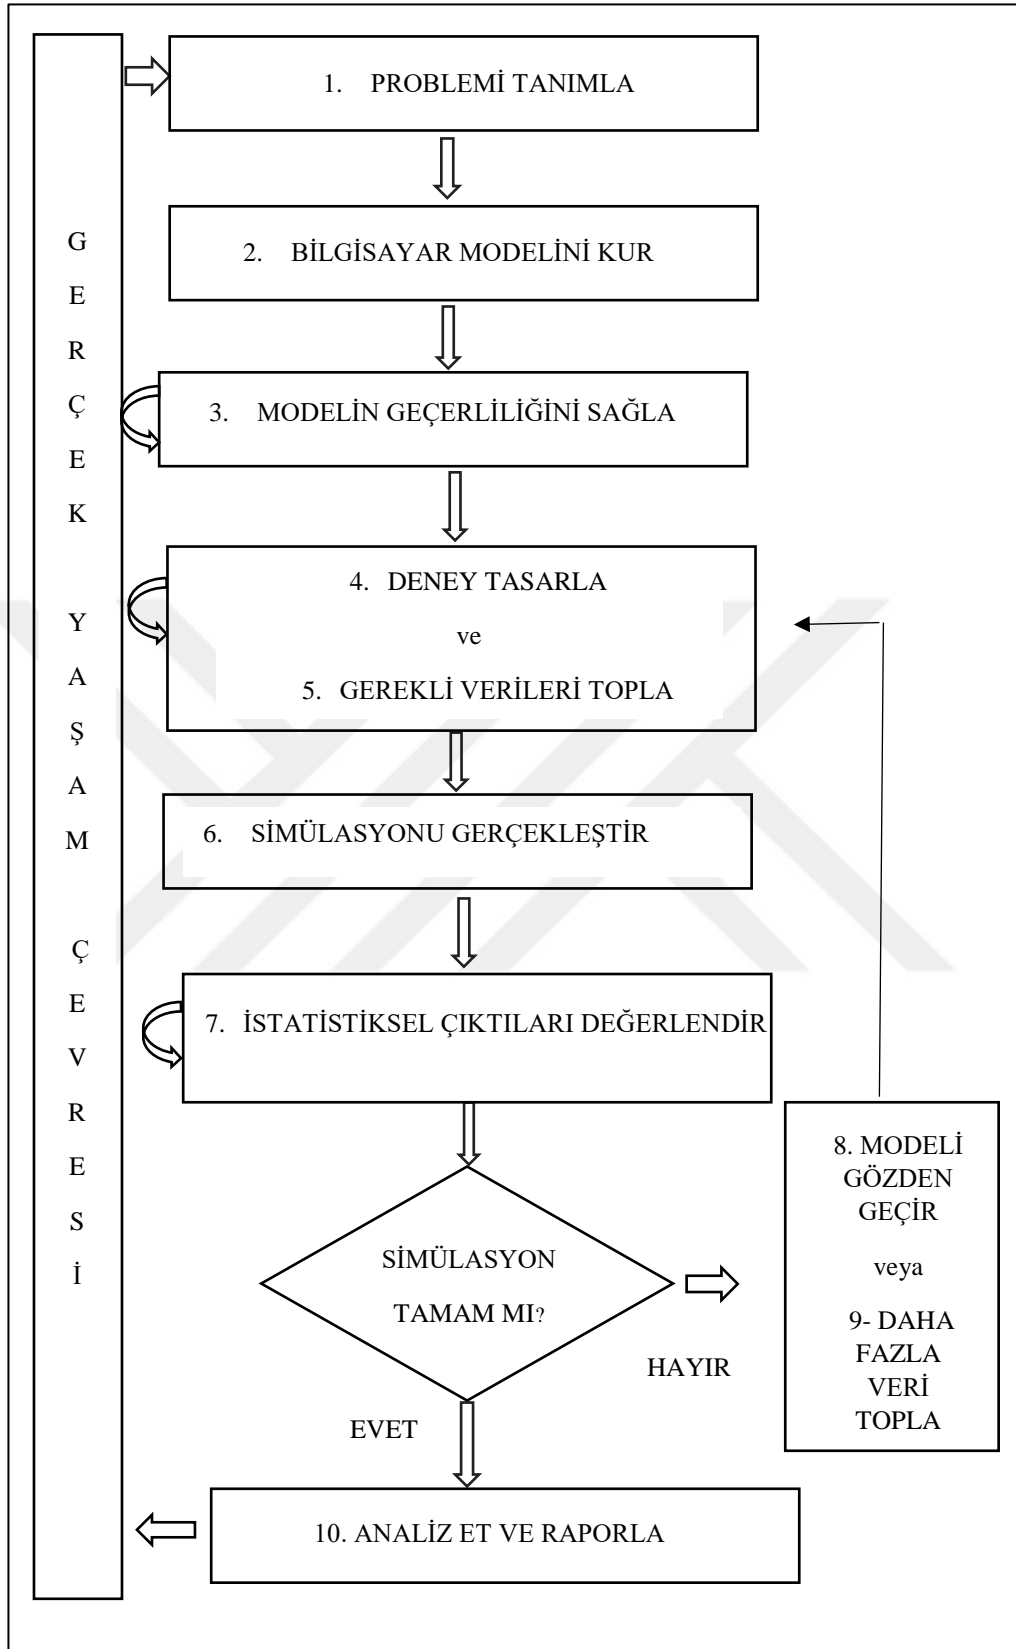 GERÇEK YAŞAM ÇEVRESİ
1. PROBLEMİ TANIMLA
2. BİLGİSAYAR MODELİNİ KUR
3. MODELİN GEÇERLİLİĞİNİ SAĞLA
4. DENEY TASARLA
ve
5. GEREKLİ VERİLERİ TOPLA
6. SİMÜLASYONU GERÇEKLEŞTİR
7. İSTATİSTİKSEL ÇIKTILARI DEĞERLENDİR
SİMÜLASYON
TAMAM MI?
HAYIR
EVET
8. MODELİ
GÖZDEN
GEÇİR
veya
9- DAHA
FAZLA
VERİ
TOPLA
10. ANALİZ ET VE RAPORLA